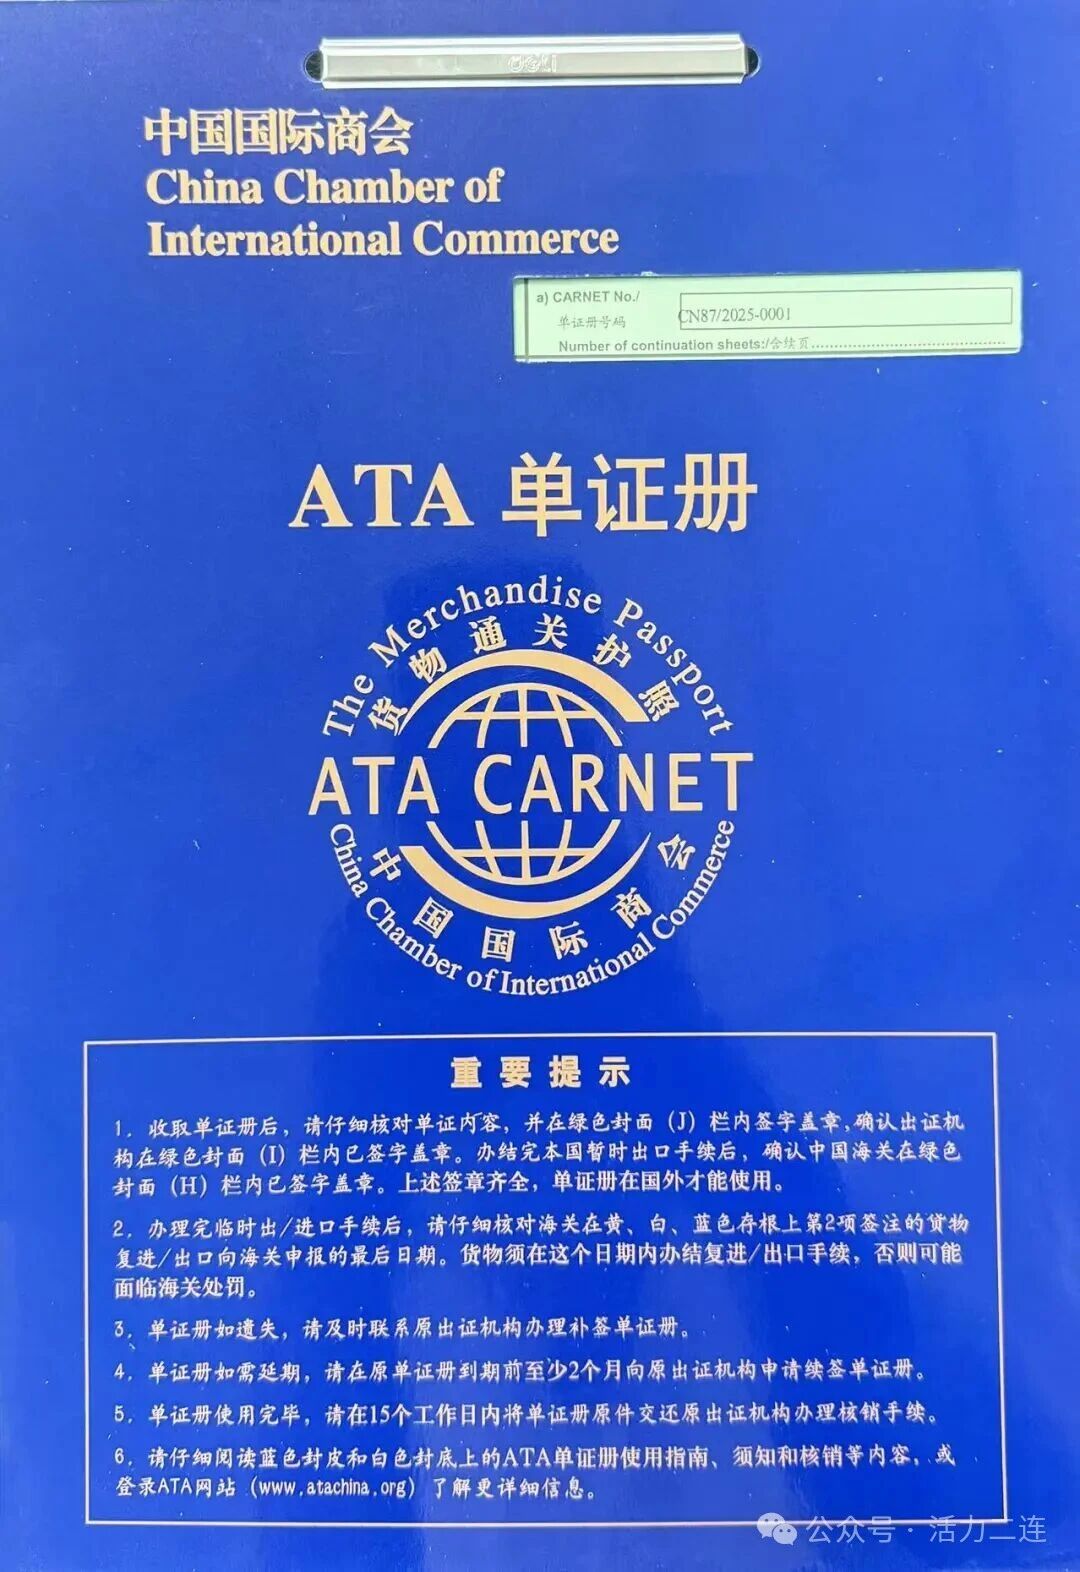 deli
中国国际商会
China Chamber of
International Commerce
a) CARNET No./
单证册号码
CN87/2025-0001
Number of continuation sheets:/含续页
ATA 单证册
The Merchandise Passport
货物通关护照
ATA CARNET
中国国际商会
China Chamber of International Commerce
重要提示
1. 收取单证册后，请仔细核对单证内容，并在绿色封面（J）栏内签字盖章,确认出证机
构在绿色封面（I）栏内已签字盖章。办结完本国暂时出口手续后，确认中国海关在绿色
封面（H）栏内已签字盖章。上述签章齐全，单证册在国外才能使用。
2. 办理完临时出/进口手续后，请仔细核对海关在黄、白、蓝色存根上第2项签注的货物
复进/出口向海关申报的最后日期。货物须在这个日期内办结复进/出口手续，否则可能
面临海关处罚。
3. 单证册如遗失，请及时联系原出证机构办理补签单证册。
4. 单证册如需延期，请在原单证册到期前至少2个月向原出证机构申请续签单证册。
5. 单证册使用完毕，请在15个工作日内将单证册原件交还原出证机构办理核销手续。
6. 请仔细阅读蓝色封皮和白色封底上的ATA单证册使用指南、须知和核销等内容，或
登录ATA网站（www.atachina.org）了解更详细信息。
公众号·活力二连